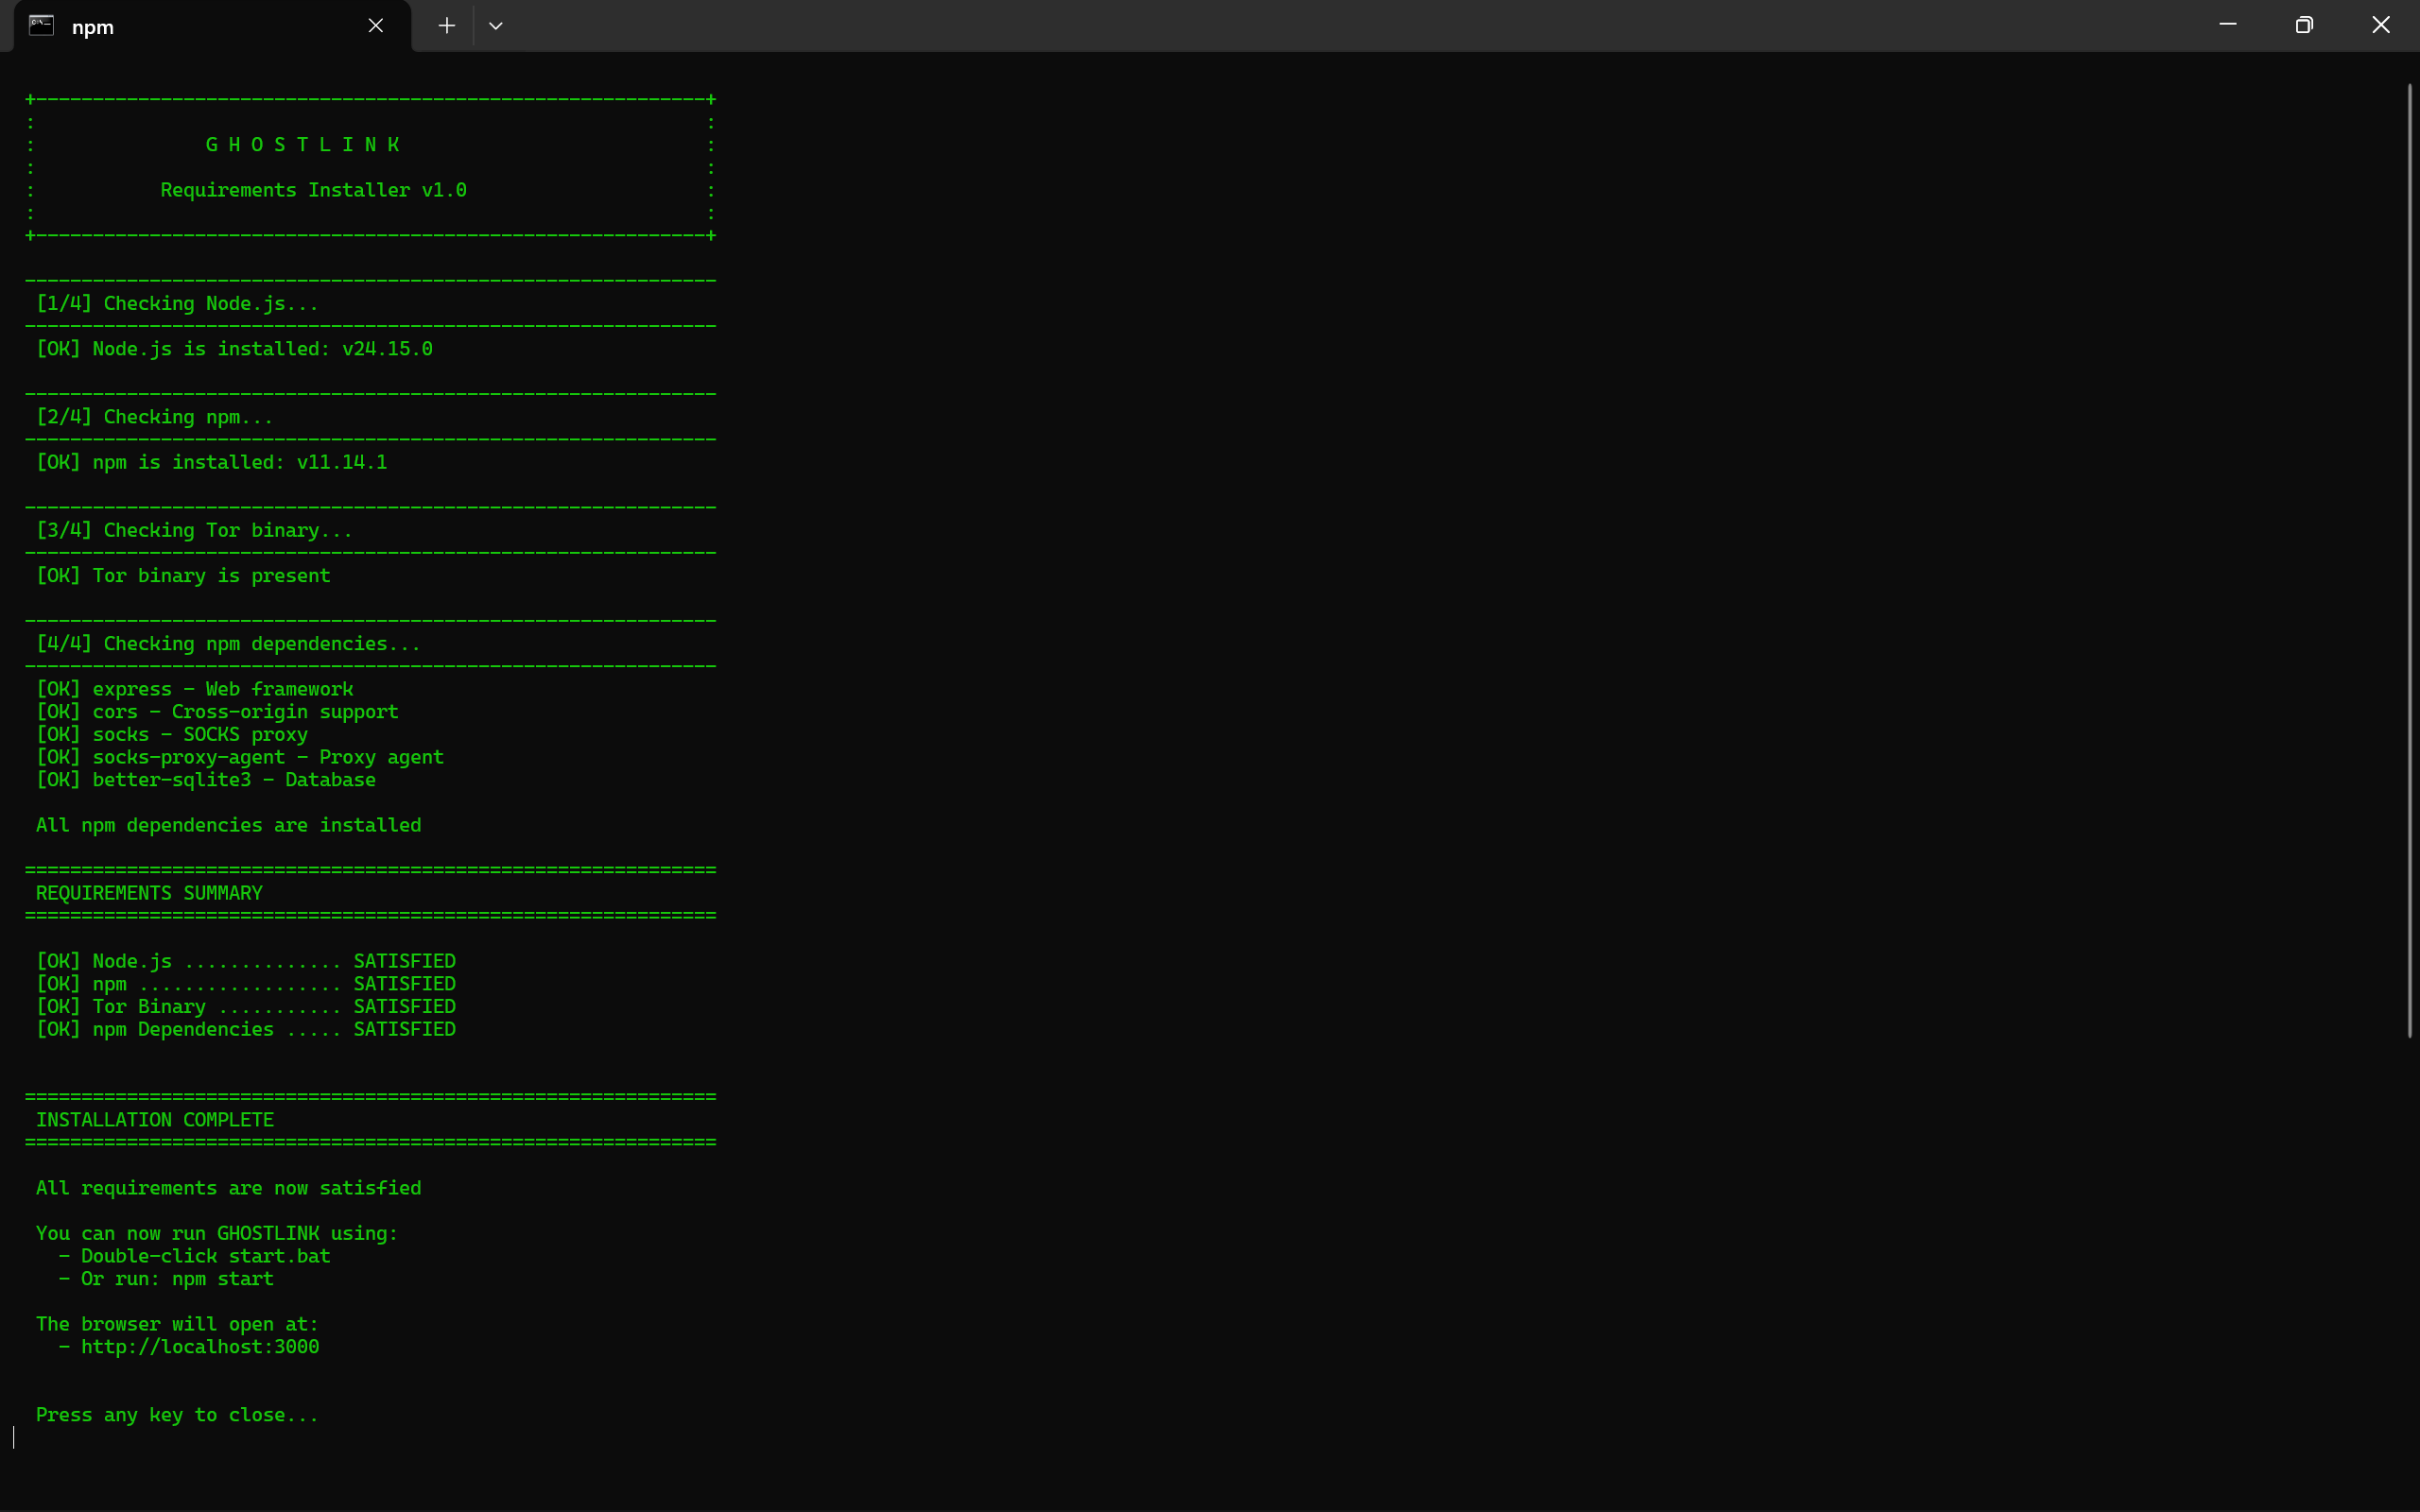 npm
+-----------------------------------------------------------+
: :
: G H O S T L I N K :
: :
: Requirements Installer v1.0 :
: :
+-----------------------------------------------------------+
-------------------------------------------------------------
[1/4] Checking Node.js...
-------------------------------------------------------------
[OK] Node.js is installed: v24.15.0
-------------------------------------------------------------
[2/4] Checking npm...
-------------------------------------------------------------
[OK] npm is installed: v11.14.1
-------------------------------------------------------------
[3/4] Checking Tor binary...
-------------------------------------------------------------
[OK] Tor binary is present
-------------------------------------------------------------
[4/4] Checking npm dependencies...
-------------------------------------------------------------
[OK] express - Web framework
[OK] cors - Cross-origin support
[OK] socks - SOCKS proxy
[OK] socks-proxy-agent - Proxy agent
[OK] better-sqlite3 - Database
All npm dependencies are installed
=============================================================
REQUIREMENTS SUMMARY
=============================================================
[OK] Node.js .............. SATISFIED
[OK] npm .................. SATISFIED
[OK] Tor Binary ........... SATISFIED
[OK] npm Dependencies ..... SATISFIED
=============================================================
INSTALLATION COMPLETE
=============================================================
All requirements are now satisfied
You can now run GHOSTLINK using:
- Double-click start.bat
- Or run: npm start
The browser will open at:
- http://localhost:3000
Press any key to close...